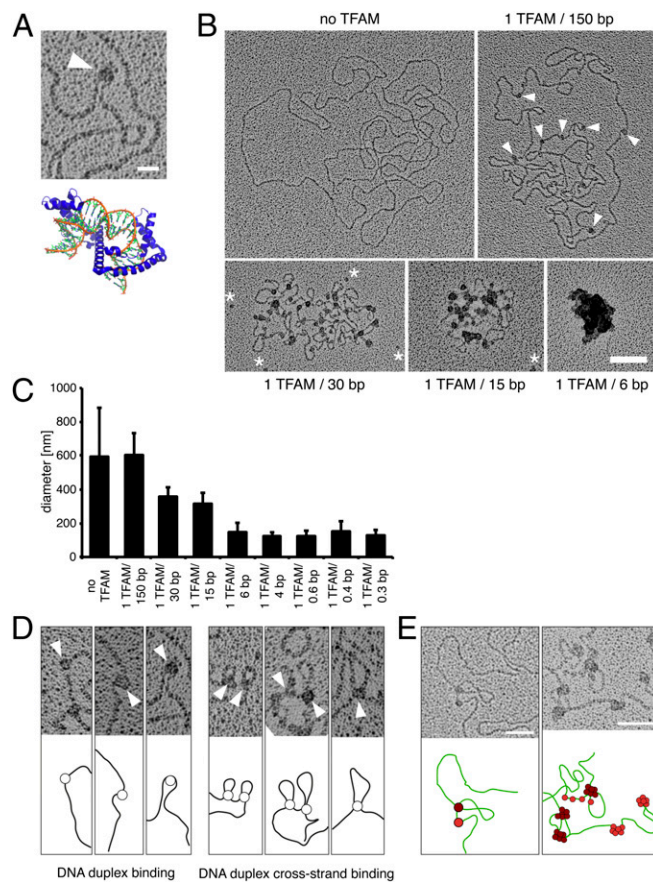 A
B
no TFAM
1 TFAM / 150 bp
* * * * *
1 TFAM / 30 bp
1 TFAM / 15 bp
1 TFAM / 6 bp
C
diameter [nm]
1000
800
600
400
200
0
no TFAM
1 TFAM/ 150 bp
1 TFAM/ 30 bp
1 TFAM/ 15 bp
1 TFAM/ 6 bp
1 TFAM/ 4 bp
1 TFAM/ 0.6 bp
1 TFAM/ 0.4 bp
1 TFAM/ 0.3 bp
D
E
DNA duplex binding
DNA duplex cross-strand binding